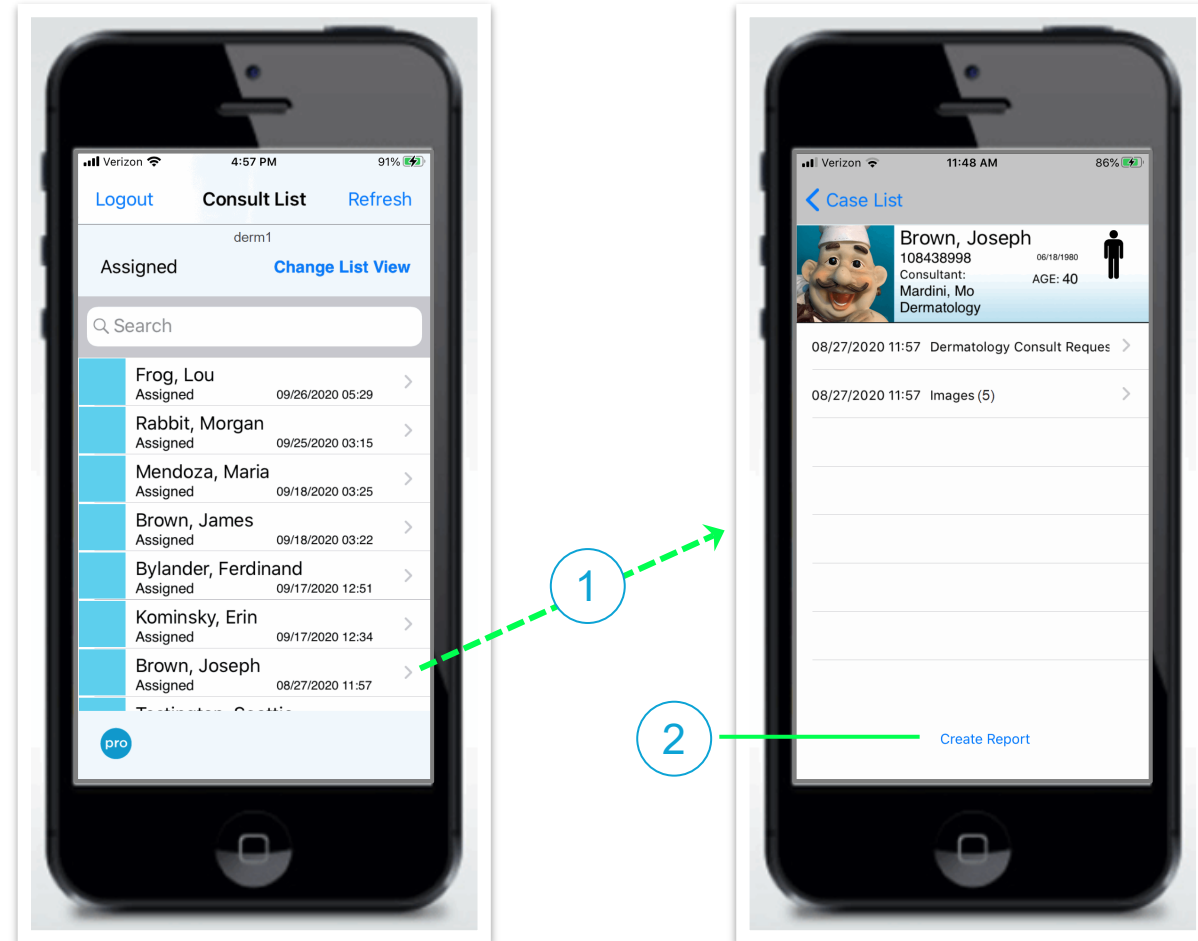 Verizon 4:57 PM 91%
Logout Consult List Refresh
derm1
Assigned Change List View
Search
Frog, Lou
Assigned 09/26/2020 05:29
Rabbit, Morgan
Assigned 09/25/2020 03:15
Mendoza, Maria
Assigned 09/18/2020 03:25
Brown, James
Assigned 09/18/2020 03:22
Bylander, Ferdinand
Assigned 09/17/2020 12:51
Kominsky, Erin
Assigned 09/17/2020 12:34
Brown, Joseph
Assigned 08/27/2020 11:57
pro
1
2
Verizon 11:48 AM 86%
Case List
Brown, Joseph
108438998 06/18/1980
Consultant: AGE: 40
Mardini, Mo
Dermatology
08/27/2020 11:57 Dermatology Consult Reques
08/27/2020 11:57 Images (5)
Create Report